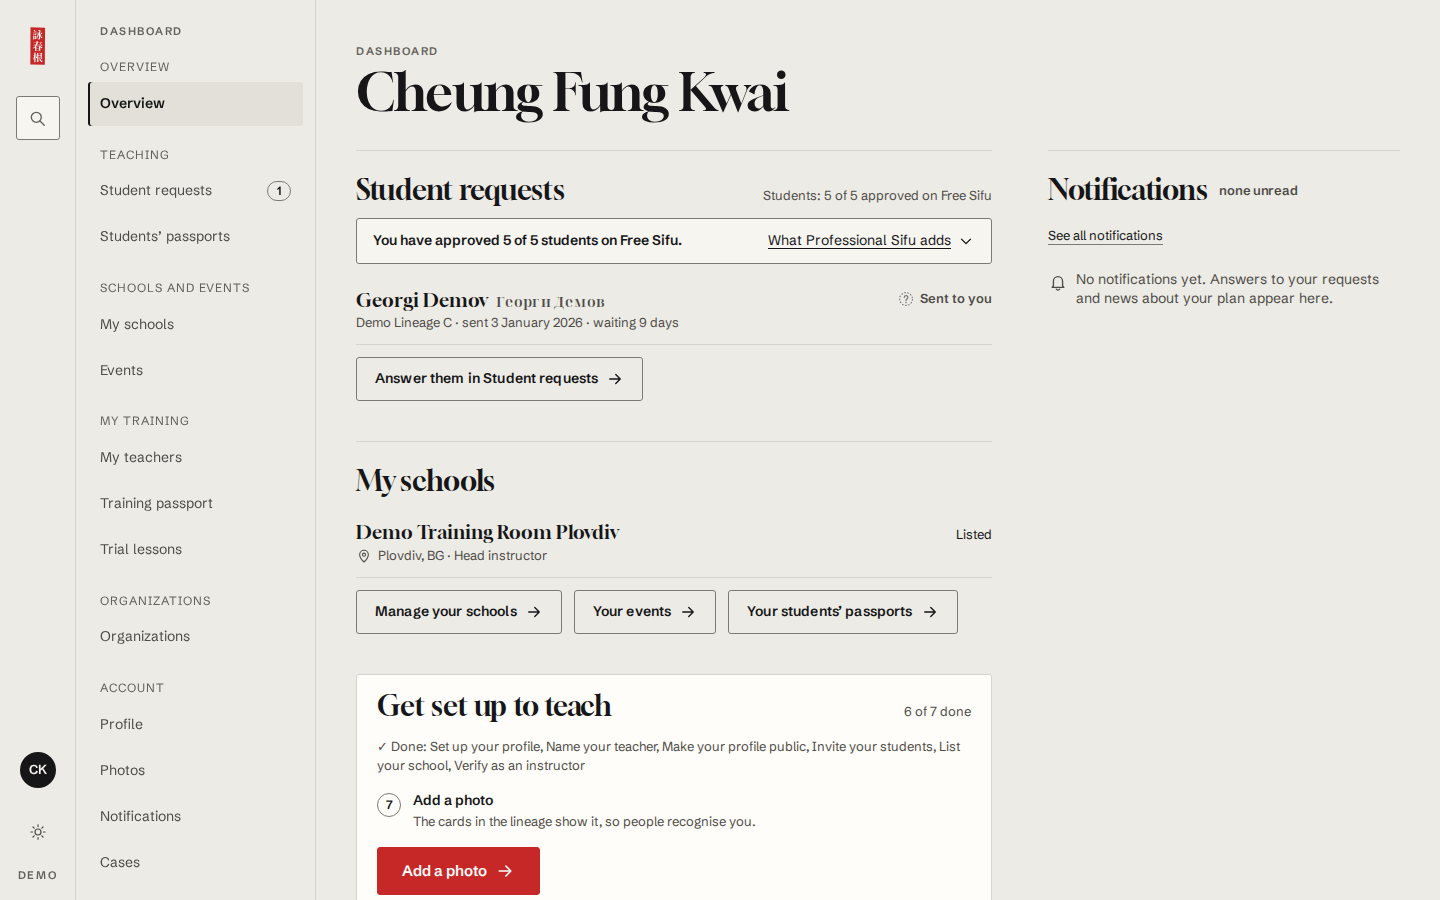 詠春根
DASHBOARD
OVERVIEW
Overview
TEACHING
Student requests 1
Students’ passports
SCHOOLS AND EVENTS
My schools
Events
MY TRAINING
My teachers
Training passport
Trial lessons
ORGANIZATIONS
Organizations
ACCOUNT
Profile
Photos
Notifications
Cases
CK
DEMO
DASHBOARD
Cheung Fung Kwai
Student requests
Students: 5 of 5 approved on Free Sifu
You have approved 5 of 5 students on Free Sifu.
What Professional Sifu adds
Georgi Demov Георги Демов
Sent to you
Demo Lineage C · sent 3 January 2026 · waiting 9 days
Answer them in Student requests
My schools
Demo Training Room Plovdiv
Listed
Plovdiv, BG · Head instructor
Manage your schools
Your events
Your students’ passports
Get set up to teach
6 of 7 done
✓ Done: Set up your profile, Name your teacher, Make your profile public, Invite your students, List
your school, Verify as an instructor
7 Add a photo
The cards in the lineage show it, so people recognise you.
Add a photo
Notifications none unread
See all notifications
No notifications yet. Answers to your requests
and news about your plan appear here.